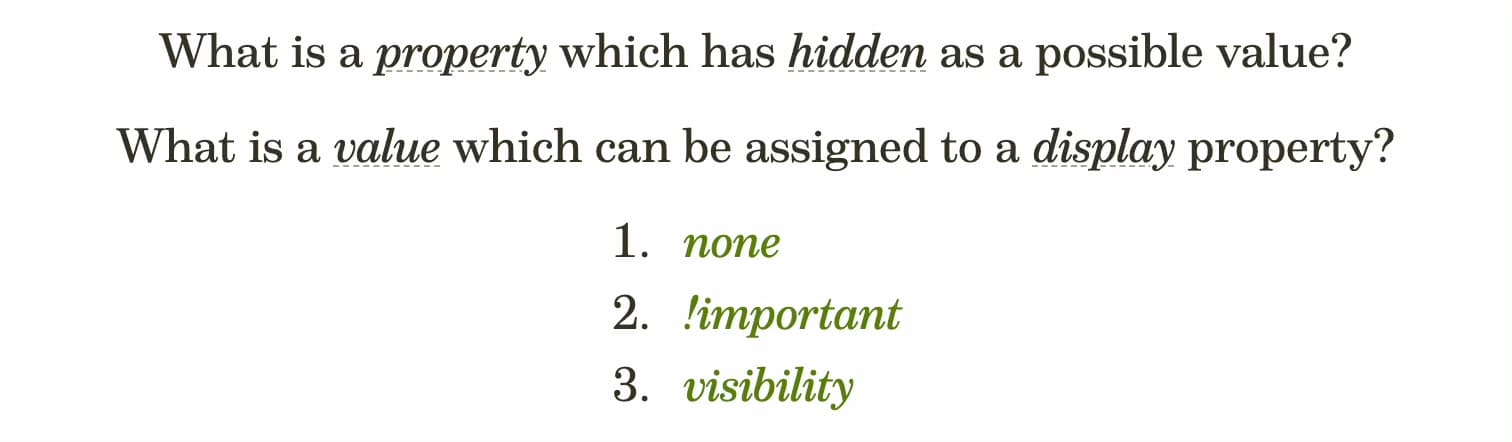 What is a property which has hidden as a possible value?
What is a value which can be assigned to a display property?
1. none
2. !important
3. visibility